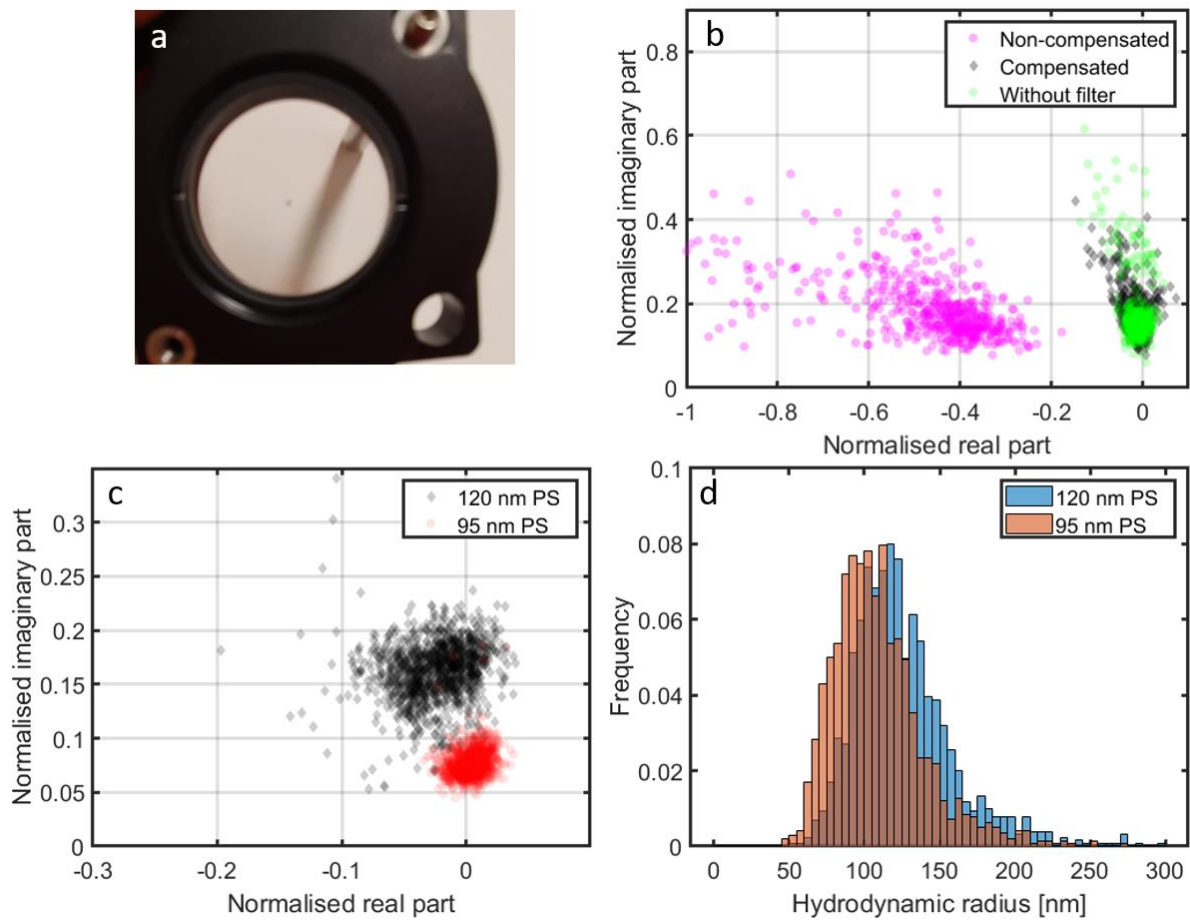 a
b
Non-compensated
Compensated
Without filter
Normalised imaginary part
0.8
0.6
0.4
0.2
0
-1 -0.8 -0.6 -0.4 -0.2 0
Normalised real part
c
120 nm PS
95 nm PS
Normalised imaginary part
0.3
0.25
0.2
0.15
0.1
0.05
0
-0.3 -0.2 -0.1 0
Normalised real part
d
120 nm PS
95 nm PS
Frequency
0.1
0.08
0.06
0.04
0.02
0
0 50 100 150 200 250 300
Hydrodynamic radius [nm]